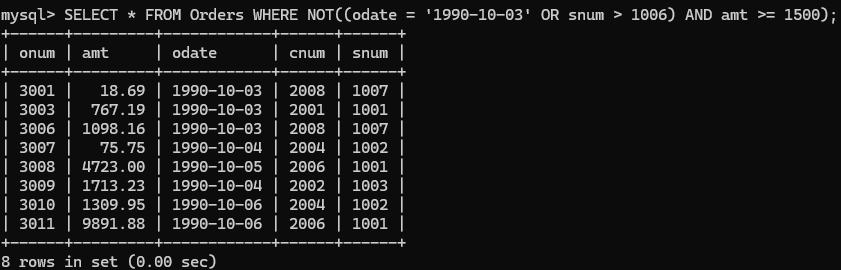 mysql> SELECT * FROM Orders WHERE NOT((odate = '1990-10-03' OR snum > 1006) AND amt >= 1500);
+------+---------+------------+------+------+
| onum | amt     | odate      | cnum | snum |
+------+---------+------------+------+------+
| 3001 |   18.69 | 1990-10-03 | 2008 | 1007 |
| 3003 |  767.19 | 1990-10-03 | 2001 | 1001 |
| 3006 | 1098.16 | 1990-10-03 | 2008 | 1007 |
| 3007 |   75.75 | 1990-10-04 | 2004 | 1002 |
| 3008 | 4723.00 | 1990-10-05 | 2006 | 1001 |
| 3009 | 1713.23 | 1990-10-04 | 2002 | 1003 |
| 3010 | 1309.95 | 1990-10-06 | 2004 | 1002 |
| 3011 | 9891.88 | 1990-10-06 | 2006 | 1001 |
+------+---------+------------+------+------+
8 rows in set (0.00 sec)